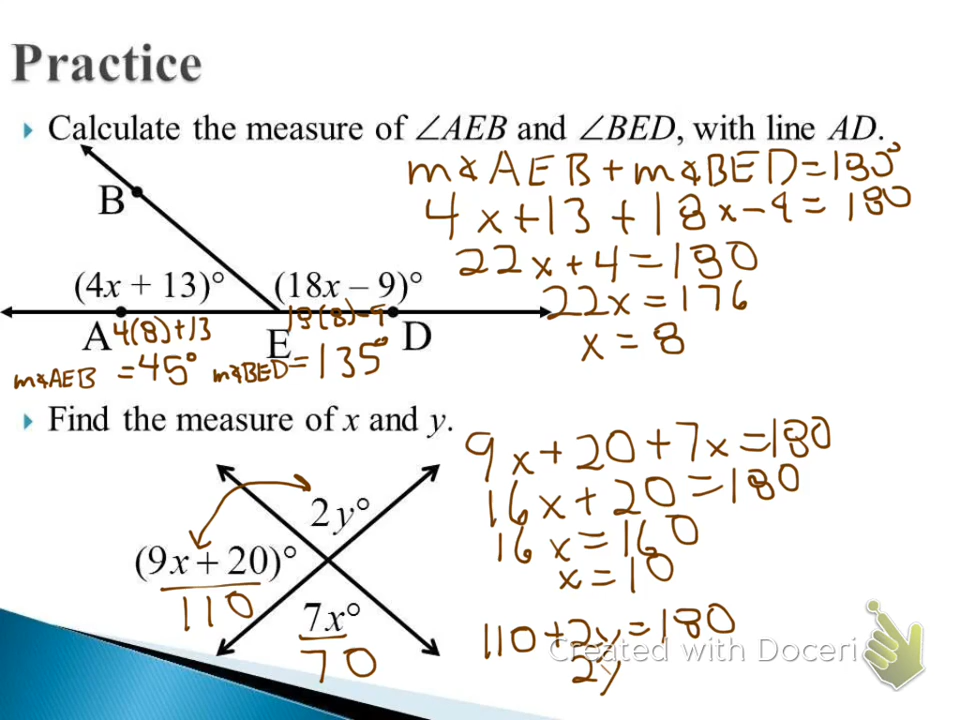 Practice
Calculate the measure of ∠AEB and ∠BED, with line AD.
m∡AEB + m∡BED = 180°
B
4x + 13 + 18x - 9 = 180
22x + 4 = 180
(4x + 13)° (18x – 9)°
22x = 176
A 4(8)+13 E 18(8)-9 D
x = 8
m∡AEB = 45° m∡BED = 135°
Find the measure of x and y.
9x + 20 + 7x = 180
16x + 20 = 180
2y°
16x = 160
(9x + 20)°
x = 10
110
7x°
110 + 2y = 180
70
2y
Created with Doceri